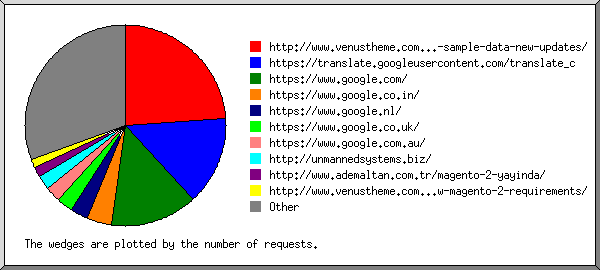 http://www.venustheme.com...-sample-data-new-updates/
https://translate.googleusercontent.com/translate_c
https://www.google.com/
https://www.google.co.in/
https://www.google.nl/
https://www.google.co.uk/
https://www.google.com.au/
http://unmannedsystems.biz/
http://www.ademaltan.com.tr/magento-2-yayinda/
http://www.venustheme.com...w-magento-2-requirements/
Other
The wedges are plotted by the number of requests.